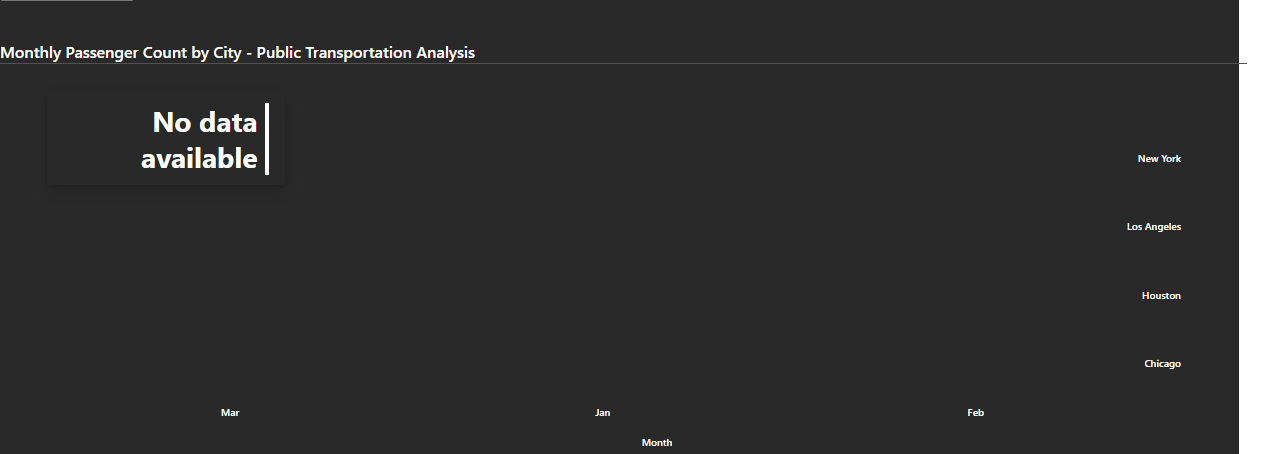 Monthly Passenger Count by City - Public Transportation Analysis
No data
available
New York
Los Angeles
Houston
Chicago
Mar
Jan
Feb
Month